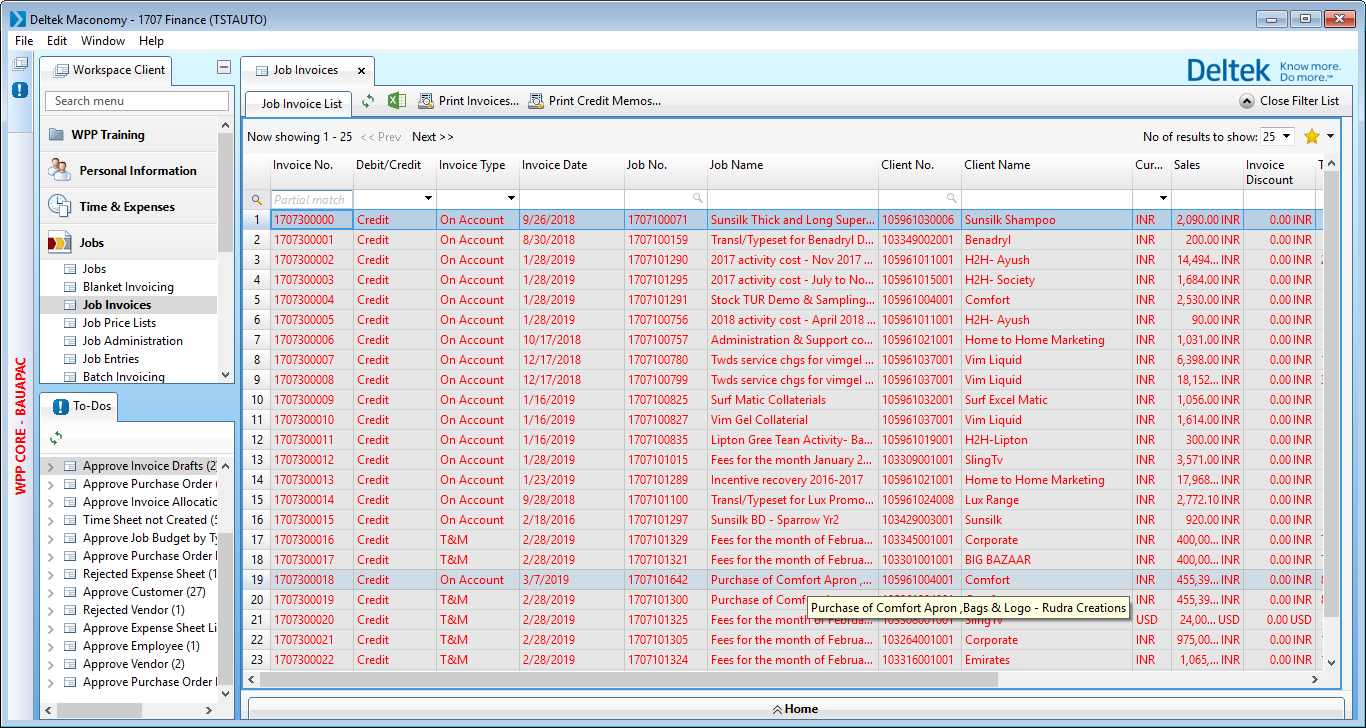 Deltek Maconomy - 1707 Finance (TSTAUTO)
File Edit Window Help
Workspace Client
Job Invoices
Deltek Know more. Do more.™
Search menu
Job Invoice List Print Invoices... Print Credit Memos... Close Filter List
WPP Training
Personal Information
Time & Expenses
Jobs
Jobs
Blanket Invoicing
Job Invoices
Job Price Lists
Job Administration
Job Entries
Batch Invoicing
WPP CORE - BAUAPAC
To-Dos
Approve Invoice Drafts (2
Approve Purchase Order (
Approve Invoice Allocatio
Time Sheet not Created (5
Approve Job Budget by Ty
Approve Purchase Order
Rejected Expense Sheet (1
Approve Customer (27)
Rejected Vendor (1)
Approve Expense Sheet Li
Approve Employee (1)
Approve Vendor (2)
Approve Purchase Order
Now showing 1 - 25 << Prev Next >> No of results to show: 25
Invoice No. Debit/Credit Invoice Type Invoice Date Job No. Job Name Client No. Client Name Cur... Sales Invoice Discount T
Partial match
1 1707300000 Credit On Account 9/26/2018 1707100071 Sunsilk Thick and Long Super... 105961030006 Sunsilk Shampoo INR 2,090.00 INR 0.00 INR
2 1707300001 Credit On Account 8/30/2018 1707100159 Transl/Typeset for Benadryl D... 103349002001 Benadryl INR 200.00 INR 0.00 INR
3 1707300002 Credit On Account 1/28/2019 1707101290 2017 activity cost - Nov 2017 ... 105961011001 H2H- Ayush INR 14,494... INR 0.00 INR
4 1707300003 Credit On Account 1/28/2019 1707101295 2017 activity cost - July to No... 105961015001 H2H- Society INR 1,684.00 INR 0.00 INR
5 1707300004 Credit On Account 1/28/2019 1707101291 Stock TUR Demo & Sampling... 105961004001 Comfort INR 2,530.00 INR 0.00 INR
6 1707300005 Credit On Account 1/28/2019 1707100756 2018 activity cost - April 2018 ... 105961011001 H2H- Ayush INR 90.00 INR 0.00 INR
7 1707300006 Credit On Account 10/17/2018 1707100757 Administration & Support co... 105961021001 Home to Home Marketing INR 1,031.00 INR 0.00 INR
8 1707300007 Credit On Account 12/17/2018 1707100780 Twds service chgs for vimgel ... 105961037001 Vim Liquid INR 6,398.00 INR 0.00 INR
9 1707300008 Credit On Account 12/17/2018 1707100799 Twds service chgs for vimgel ... 105961037001 Vim Liquid INR 18,152... INR 0.00 INR
10 1707300009 Credit On Account 1/16/2019 1707100825 Surf Matic Collaterials 105961032001 Surf Excel Matic INR 1,056.00 INR 0.00 INR
11 1707300010 Credit On Account 1/16/2019 1707100827 Vim Gel Collaterial 105961037001 Vim Liquid INR 1,614.00 INR 0.00 INR
12 1707300011 Credit On Account 1/16/2019 1707100835 Lipton Gree Tean Activity- Ba... 105961019001 H2H-Lipton INR 300.00 INR 0.00 INR
13 1707300012 Credit On Account 1/28/2019 1707101015 Fees for the month January 2... 103309001001 SlingTv INR 3,571.00 INR 0.00 INR
14 1707300013 Credit On Account 1/23/2019 1707101289 Incentive recovery 2016-2017 105961021001 Home to Home Marketing INR 17,968... INR 0.00 INR
15 1707300014 Credit On Account 9/28/2018 1707101100 Transl/Typeset for Lux Promo... 105961024008 Lux Range INR 2,772.10 INR 0.00 INR
16 1707300015 Credit On Account 2/18/2016 1707101297 Sunsilk BD - Sparrow Yr2 103429003001 Sunsilk INR 920.00 INR 0.00 INR
17 1707300016 Credit T&M 2/28/2019 1707101329 Fees for the month of Februa... 103345001001 Corporate INR 400,00... INR 0.00 INR
18 1707300017 Credit T&M 2/28/2019 1707101321 Fees for the month of Februa... 103301001001 BIG BAZAAR INR 400,00... INR 0.00 INR
19 1707300018 Credit On Account 3/7/2019 1707101642 Purchase of Comfort Apron ,... 105961004001 Comfort INR 455,39... INR 0.00 INR
20 1707300019 Credit T&M 2/28/2019 1707101300 Purchase of Comf INR 455,39... INR 0.00 INR
Purchase of Comfort Apron ,Bags & Logo - Rudra Creations
21 1707300020 Credit T&M 2/28/2019 1707101325 Fees for the month SlingTv USD 24,00... USD 0.00 USD
22 1707300021 Credit T&M 2/28/2019 1707101305 Fees for the month of Februa... 103264001001 Corporate INR 975,00... INR 0.00 INR
23 1707300022 Credit T&M 2/28/2019 1707101324 Fees for the month of Februa... 103316001001 Emirates INR 1,065,... INR 0.00 INR
Home